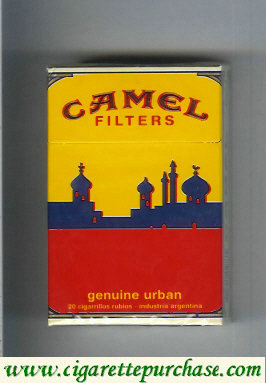 CAMEL
FILTERS
genuine urban
20 cigarrillos rubios - industria argentina
www.cigarettepurchase.com